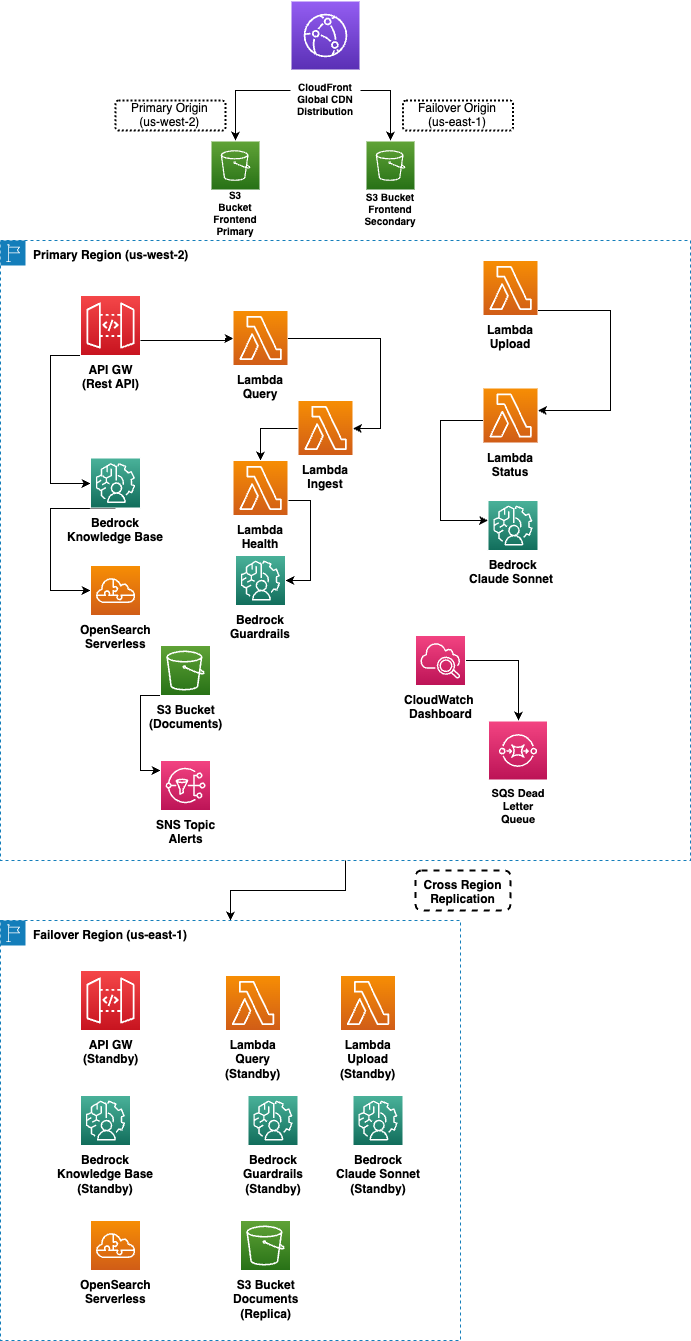 CloudFront
Global CDN
Distribution
Primary Origin
(us-west-2)
Failover Origin
(us-east-1)
S3
Bucket
Frontend
Primary
S3 Bucket
Frontend
Secondary
Primary Region (us-west-2)
API GW
(Rest API)
Lambda
Query
Lambda
Upload
Lambda
Ingest
Lambda
Status
Bedrock
Knowledge Base
Lambda
Health
Bedrock
Claude Sonnet
OpenSearch
Serverless
Bedrock
Guardrails
S3 Bucket
(Documents)
CloudWatch
Dashboard
SNS Topic
Alerts
SQS Dead
Letter
Queue
Cross Region
Replication
Failover Region (us-east-1)
API GW
(Standby)
Lambda
Query
(Standby)
Lambda
Upload
(Standby)
Bedrock
Knowledge Base
(Standby)
Bedrock
Guardrails
(Standby)
Bedrock
Claude Sonnet
(Standby)
OpenSearch
Serverless
S3 Bucket
Documents
(Replica)